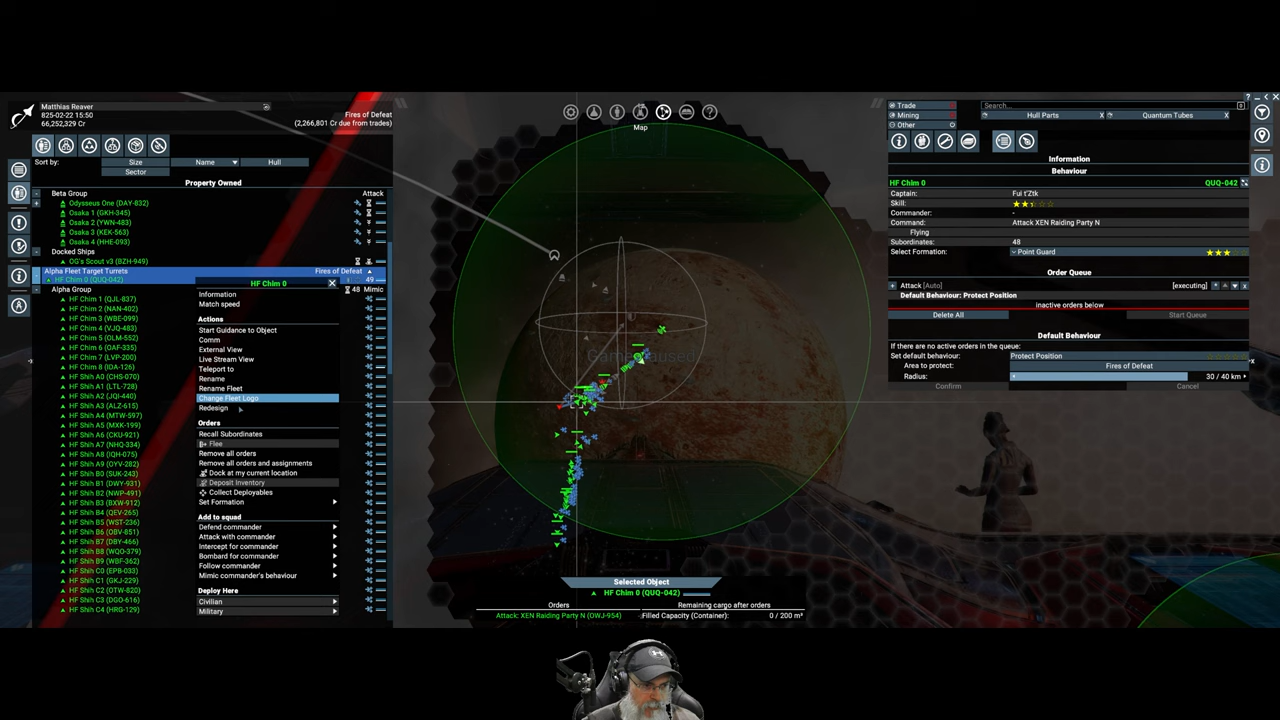 Matthias Reaver
825-02-22 15:50
66,252,329 Cr
Fires of Defeat
(2,266,801 Cr due from trades)
Sort by:
Size
Name
Hull
Sector
Property Owned
Beta Group
Attack
Odysseus One (DAY-832)
Osaka 1 (GKH-345)
Osaka 2 (YWN-483)
Osaka 3 (KEK-563)
Osaka 4 (HHE-093)
Docked Ships
OG's Scout v3 (BZH-949)
Alpha Fleet Target Turrets
Fires of Defeat
HF Chim 0 (QUQ-042)
49
Alpha Group
48 Mimic
HF Chim 1 (QJL-837)
HF Chim 2 (NAN-402)
HF Chim 3 (WBE-099)
HF Chim 4 (VJQ-483)
HF Chim 5 (OLM-552)
HF Chim 6 (OAF-335)
HF Chim 7 (LVP-200)
HF Chim 8 (IDA-126)
HF Shih A0 (CHS-070)
HF Shih A1 (LTL-728)
HF Shih A2 (JQI-440)
HF Shih A3 (ALZ-615)
HF Shih A4 (MTW-597)
HF Shih A5 (MXK-199)
HF Shih A6 (CKU-921)
HF Shih A7 (NHQ-334)
HF Shih A8 (IQH-075)
HF Shih A9 (OYV-282)
HF Shih B0 (SUK-243)
HF Shih B1 (DWY-931)
HF Shih B2 (NWP-491)
HF Shih B3 (BXW-912)
HF Shih B4 (QEV-265)
HF Shih B5 (WST-236)
HF Shih B6 (OBV-851)
HF Shih B7 (DBY-466)
HF Shih B8 (WQO-379)
HF Shih B9 (WBF-362)
HF Shih C0 (EPB-033)
HF Shih C1 (GKJ-229)
HF Shih C2 (OTW-820)
HF Shih C3 (DGO-616)
HF Shih C4 (HRG-129)
HF Chim 0
Information
Match speed
Actions
Start Guidance to Object
Comm
External View
Live Stream View
Teleport to
Rename
Rename Fleet
Change Fleet Logo
Redesign
Orders
Recall Subordinates
Flee
Remove all orders
Remove all orders and assignments
Dock at my current location
Deposit Inventory
Collect Deployables
Set Formation
Add to squad
Defend commander
Attack with commander
Intercept for commander
Bombard for commander
Follow commander
Mimic commander's behaviour
Deploy Here
Civilian
Military
Map
Game Paused
Selected Object
HF Chim 0 (QUQ-042)
Orders
Remaining cargo after orders
Attack: XEN Raiding Party N (OWJ-954)
Filled Capacity (Container):
0 / 200 m³
Trade
Mining
Other
Search...
Hull Parts
X
Quantum Tubes
X
Information
Behaviour
HF Chim 0
QUQ-042
Captain:
Fui t'Ztk
Skill:
Commander:
-
Command:
Attack XEN Raiding Party N
Flying
Subordinates:
48
Select Formation:
Point Guard
Order Queue
Attack [Auto]
[executing]
Default Behaviour: Protect Position
inactive orders below
Delete All
Start Queue
Default Behaviour
If there are no active orders in the queue:
Set default behaviour:
Protect Position
Area to protect:
Fires of Defeat
Radius:
30 / 40 km
Confirm
Cancel